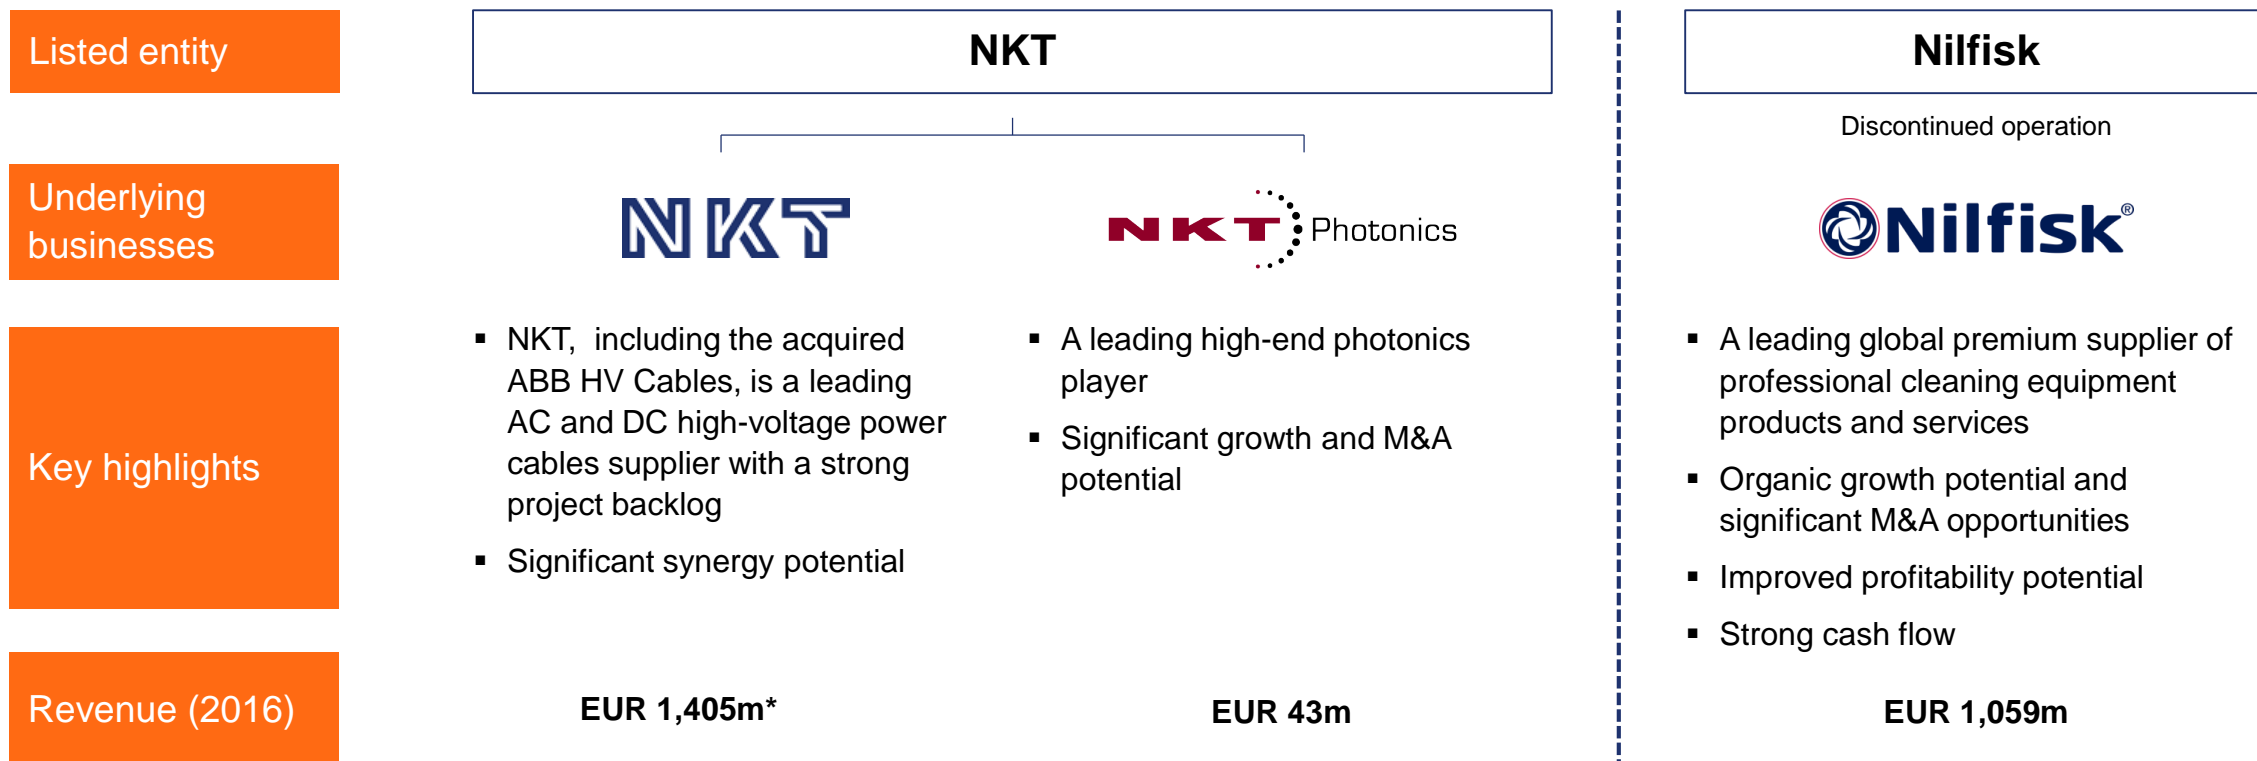 Listed entity
NKT
Nilfisk
Discontinued operation
Underlying
businesses
NKT
NKT Photonics
Nilfisk®
Key highlights
▪ NKT,  including the acquired
ABB HV Cables, is a leading
AC and DC high-voltage power
cables supplier with a strong
project backlog
▪ Significant synergy potential
▪ A leading high-end photonics
player
▪ Significant growth and M&A
potential
▪ A leading global premium supplier of
professional cleaning equipment
products and services
▪ Organic growth potential and
significant M&A opportunities
▪ Improved profitability potential
▪ Strong cash flow
Revenue (2016)
EUR 1,405m*
EUR 43m
EUR 1,059m